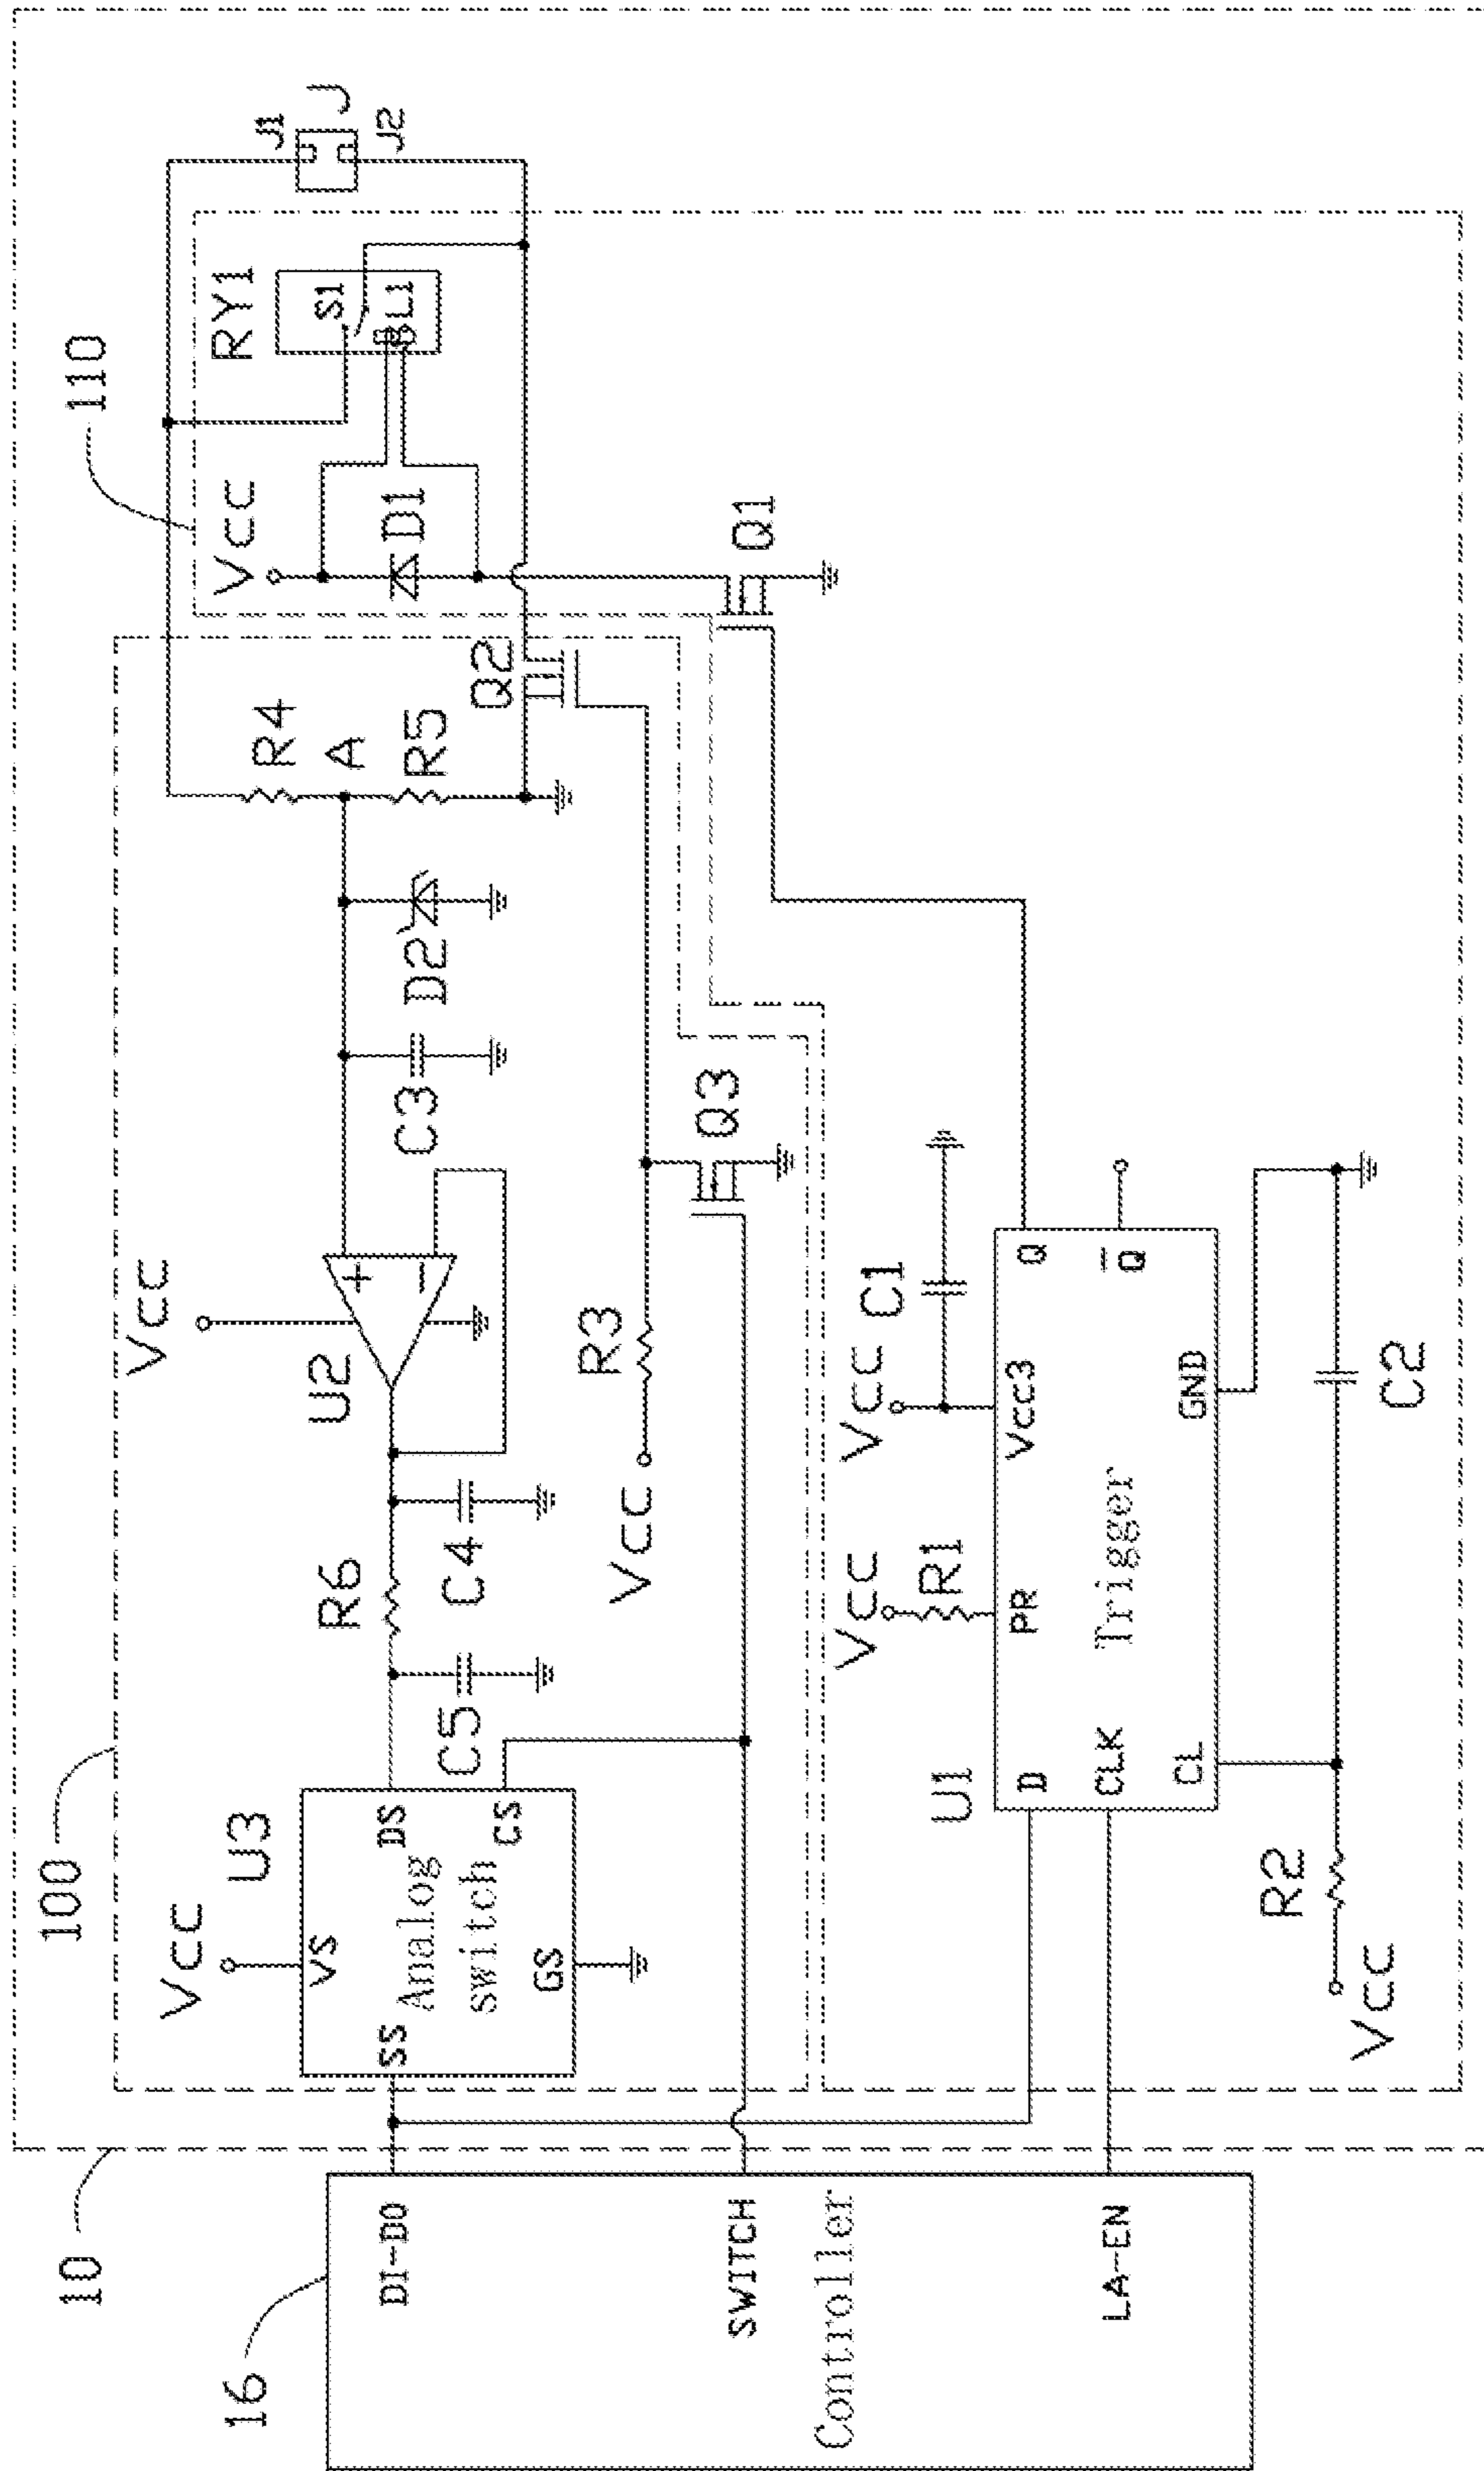 10
100
110
16
Controller
DI-DO
SWITCH
LA-EN
Vcc
U3
VS
SS
DS
Analog
switch
CS
GS
C5
R6
C4
U2
Vcc
+
−
C3
D2
R4
A
R5
Q2
Vcc
R3
Q3
Vcc
D1
RY1
S1
L1
J1
J
J2
Q1
U1
D
CLK
CL
PR
Trigger
Vcc3
GND
Q
Q̅
Vcc
R1
Vcc
C1
R2
Vcc
C2